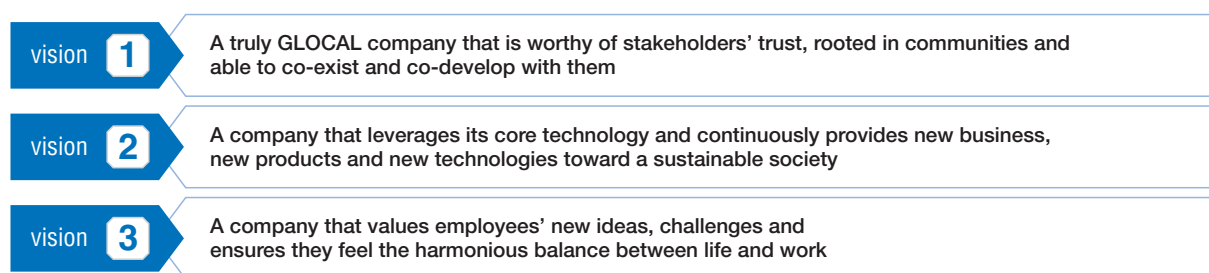 vision 1
A truly GLOCAL company that is worthy of stakeholders’ trust, rooted in communities and
able to co-exist and co-develop with them
vision 2
A company that leverages its core technology and continuously provides new business,
new products and new technologies toward a sustainable society
vision 3
A company that values employees’ new ideas, challenges and
ensures they feel the harmonious balance between life and work